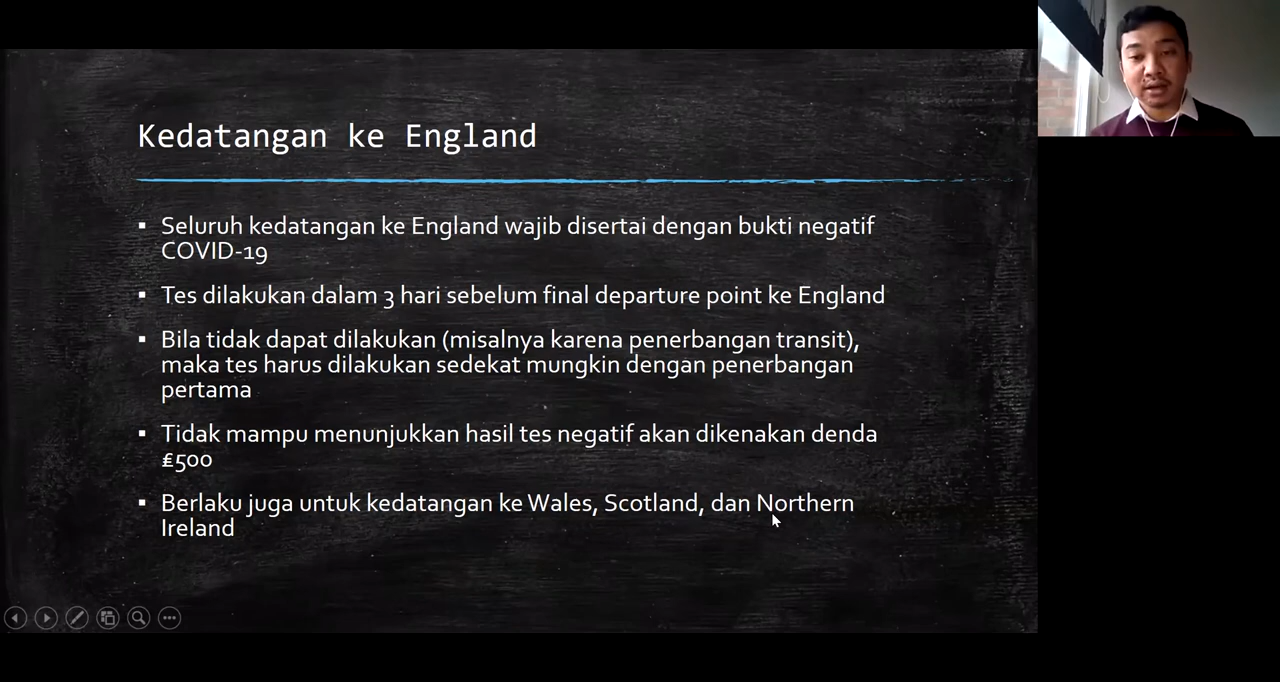 Kedatangan ke England
▪ Seluruh kedatangan ke England wajib disertai dengan bukti negatif
COVID-19
▪ Tes dilakukan dalam 3 hari sebelum final departure point ke England
▪ Bila tidak dapat dilakukan (misalnya karena penerbangan transit),
maka tes harus dilakukan sedekat mungkin dengan penerbangan
pertama
▪ Tidak mampu menunjukkan hasil tes negatif akan dikenakan denda
£500
▪ Berlaku juga untuk kedatangan ke Wales, Scotland, dan Northern
Ireland